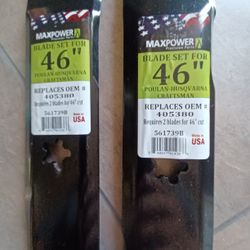 MAXPOWER
BLADE SET FOR
46"
POULAN-HUSQVARNA
CRAFTSMAN
REPLACES OEM #
405380
Requires 2 blades for 46" cut
561739B
Made in
USA
MAXPOWER
Precision Parts
BLADE SET FOR
46"
POULAN-HUSQVARNA
CRAFTSMAN
REPLACES OEM #
405380
Requires 2 blades for 46" cut
561739B
Made in
USA